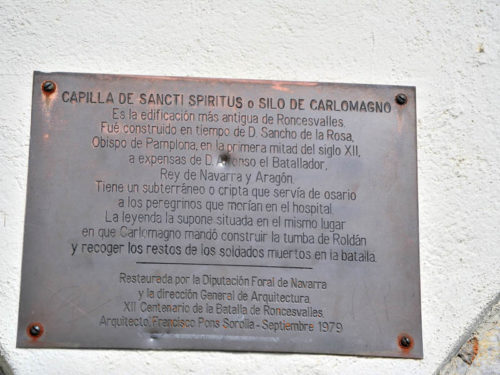 CAPILLA DE SANCTI SPIRITUS o SILO DE CARLOMAGNO
Es la edificación más antigua de Roncesvalles.
Fué construido en tiempo de D. Sancho de la Rosa,
Obispo de Pamplona, en la primera mitad del siglo XII,
a expensas de D. Alfonso el Batallador,
Rey de Navarra y Aragón.
Tiene un subterráneo o cripta que servía de osario
a los peregrinos que morían en el hospital.
La leyenda la supone situada en el mismo lugar
en que Carlomagno mandó construir la tumba de Roldán
y recoger los restos de los soldados muertos en la batalla.
Restaurada por la Diputación Foral de Navarra
y la dirección General de Arquitectura
XII Centenario de la Batalla de Roncesvalles
Arquitecto, Francisco Pons Sorolla - Septiembre 1979